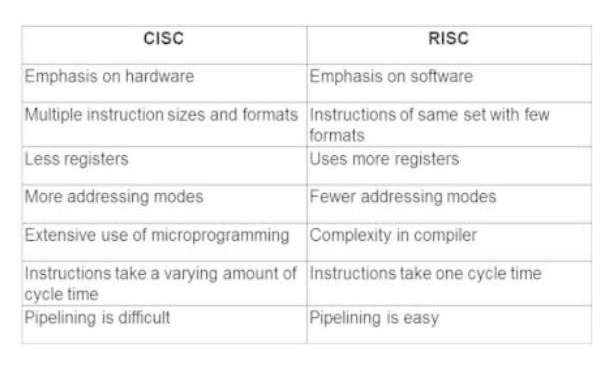 CISC RISC
Emphasis on hardware Emphasis on software
Multiple instruction sizes and formats Instructions of same set with few
formats
Less registers Uses more registers
More addressing modes Fewer addressing modes
Extensive use of microprogramming Complexity in compiler
Instructions take a varying amount of Instructions take one cycle time
cycle time
Pipelining is difficult Pipelining is easy